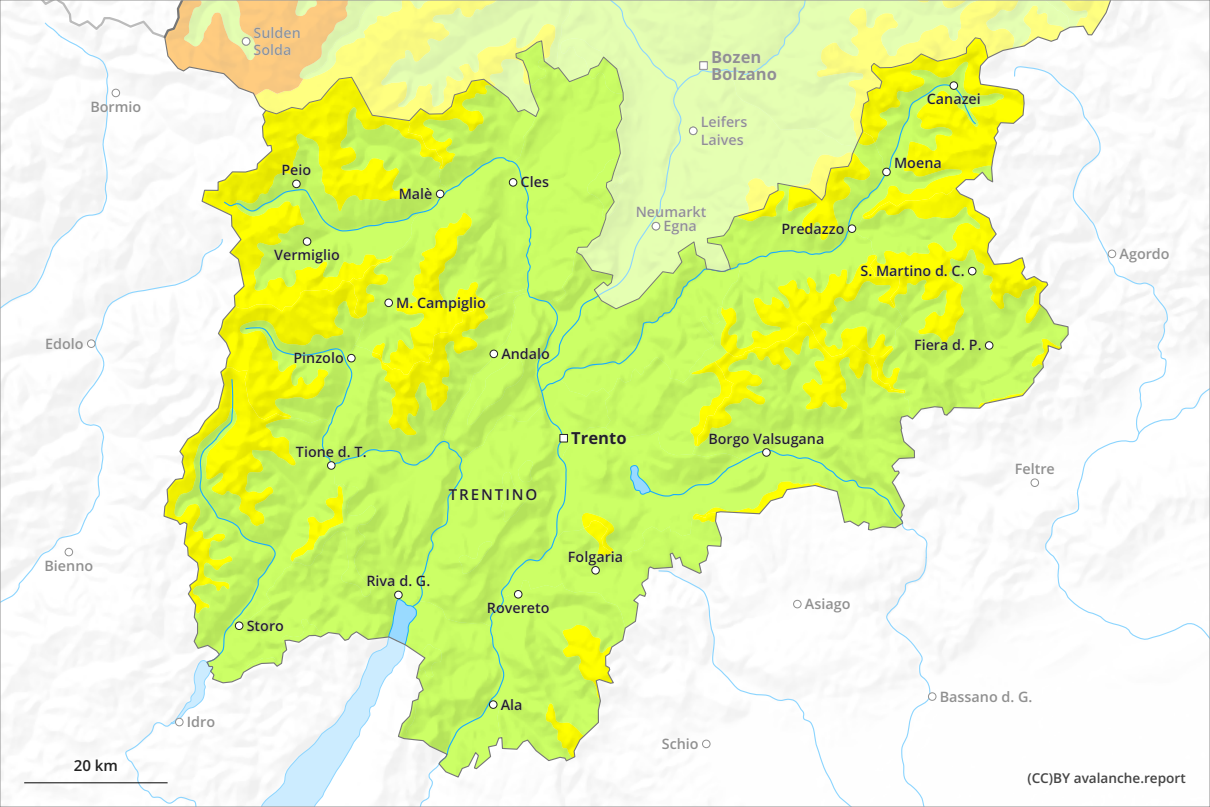 Sulden
Solda
Bozen
Bolzano
Bormio
Canazei
Leifers
Laives
Moena
Peio
Malè
Cles
Neumarkt
Egna
Predazzo
Vermiglio
Agordo
S. Martino d. C.
M. Campiglio
Edolo
Pinzolo
Andalo
Fiera d. P.
Trento
Borgo Valsugana
Tione d. T.
Feltre
TRENTINO
Bienno
Folgaria
Riva d. G.
Rovereto
Asiago
Storo
Bassano d. G.
Ala
Idro
Schio
20 km
(CC)BY avalanche.report